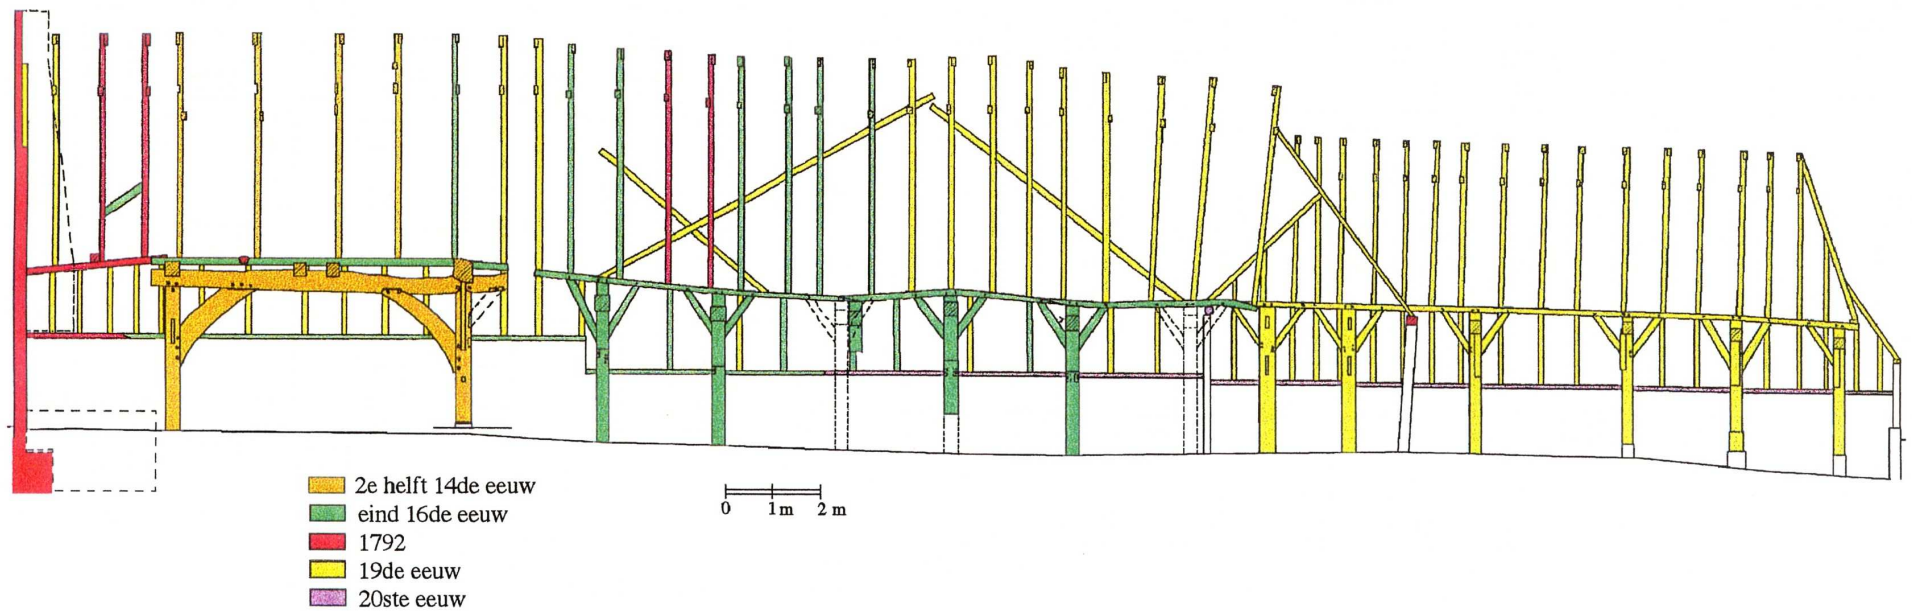 2e helft 14de eeuw
eind 16de eeuw
1792
19de eeuw
20ste eeuw
0 1m 2 m